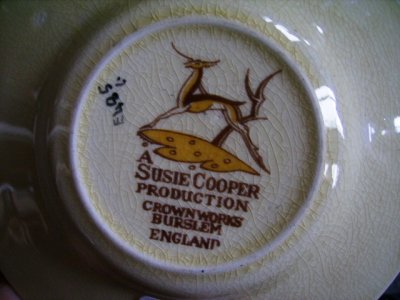 A
SUSIE COOPER
PRODUCTION
CROWN WORKS
BURSLEM
ENGLAND